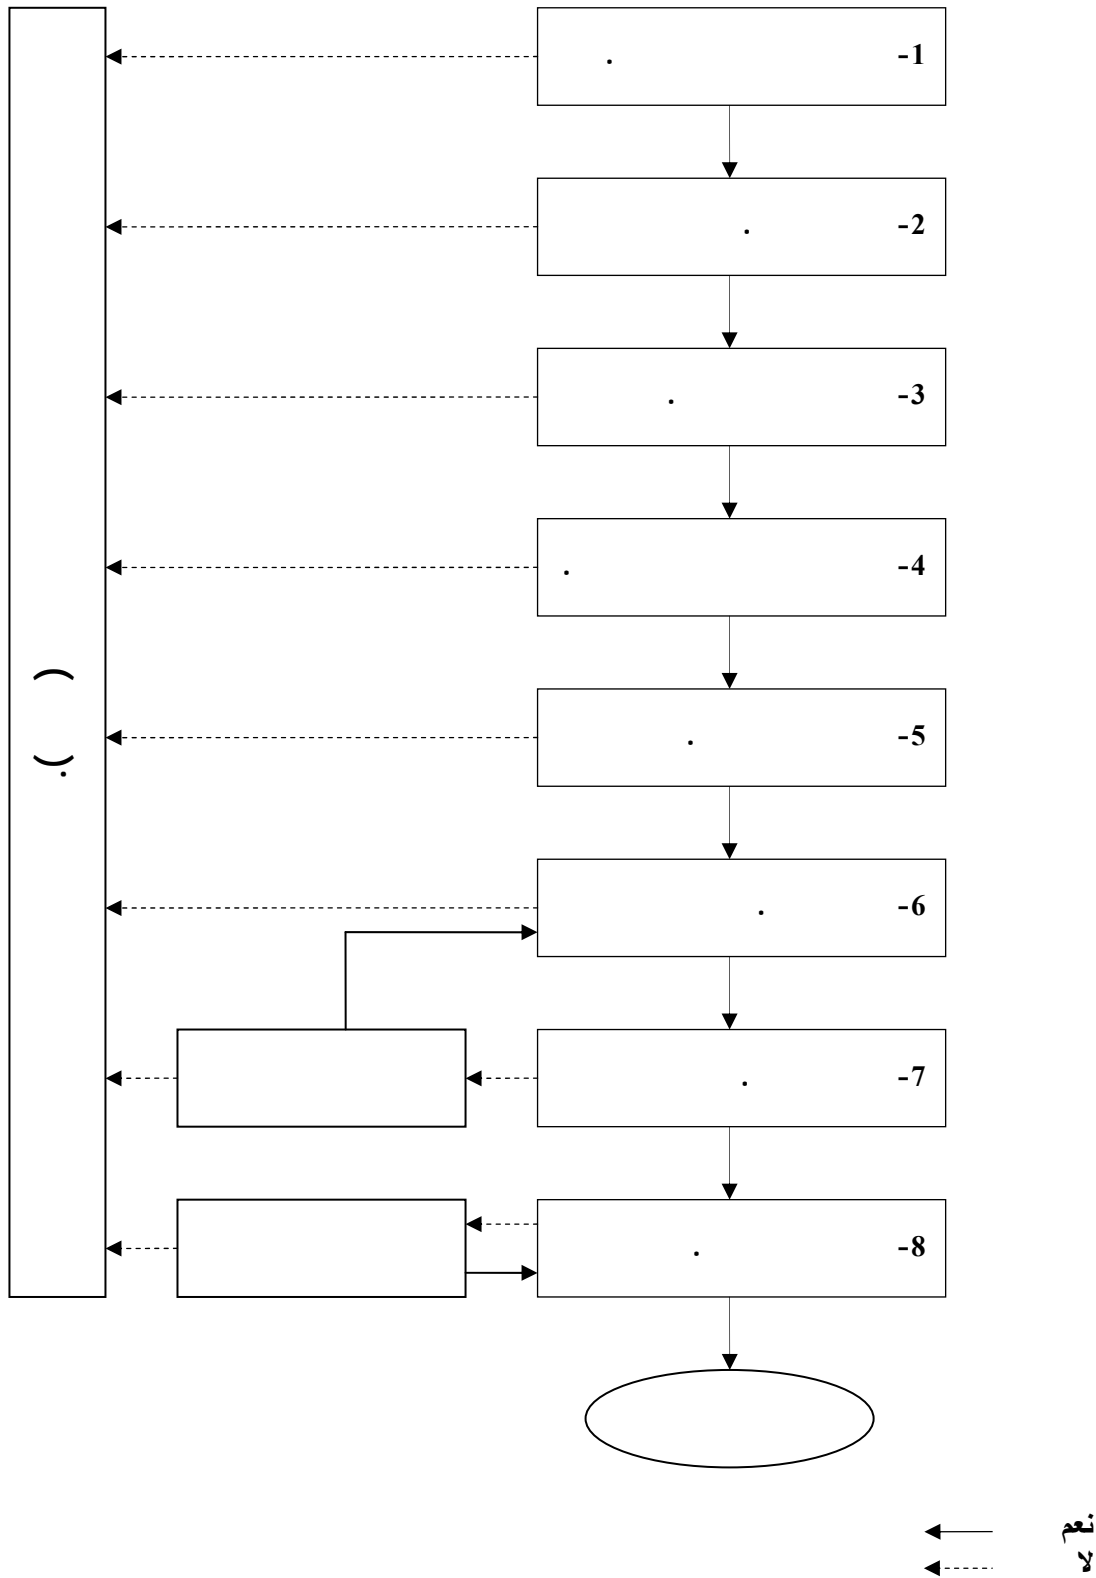 1- .
2- .
3- .
4- .
5- .
6- .
7- .
8- .
( ) .
نعم
لا